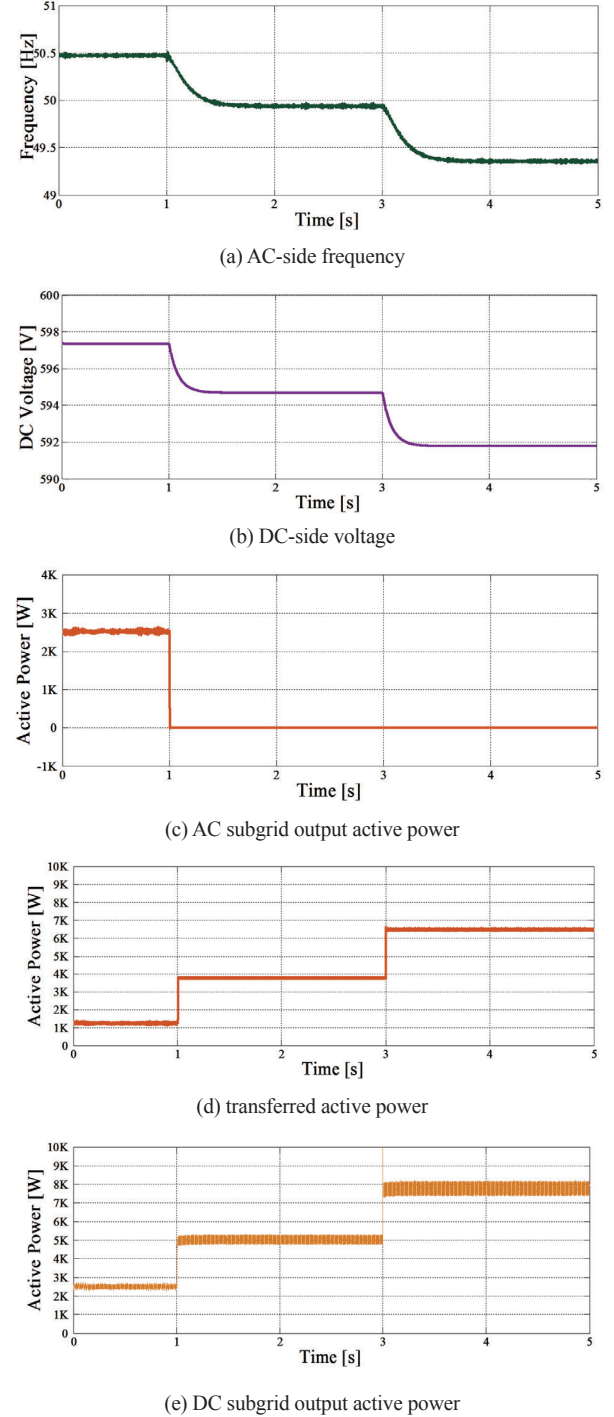 51
50.5
50
49.5
49
Frequency [Hz]
0 1 2 3 4 5
Time [s]
(a) AC-side frequency
600
598
596
594
592
590
DC Voltage [V]
0 1 2 3 4 5
Time [s]
(b) DC-side voltage
4K
3K
2K
1K
0
-1K
Active Power [W]
0 1 2 3 4 5
Time [s]
(c) AC subgrid output active power
10K
9K
8K
7K
6K
5K
4K
3K
2K
1K
0
Active Power [W]
0 1 2 3 4 5
Time [s]
(d) transferred active power
10K
9K
8K
7K
6K
5K
4K
3K
2K
1K
0
Active Power [W]
0 1 2 3 4 5
Time [s]
(e) DC subgrid output active power